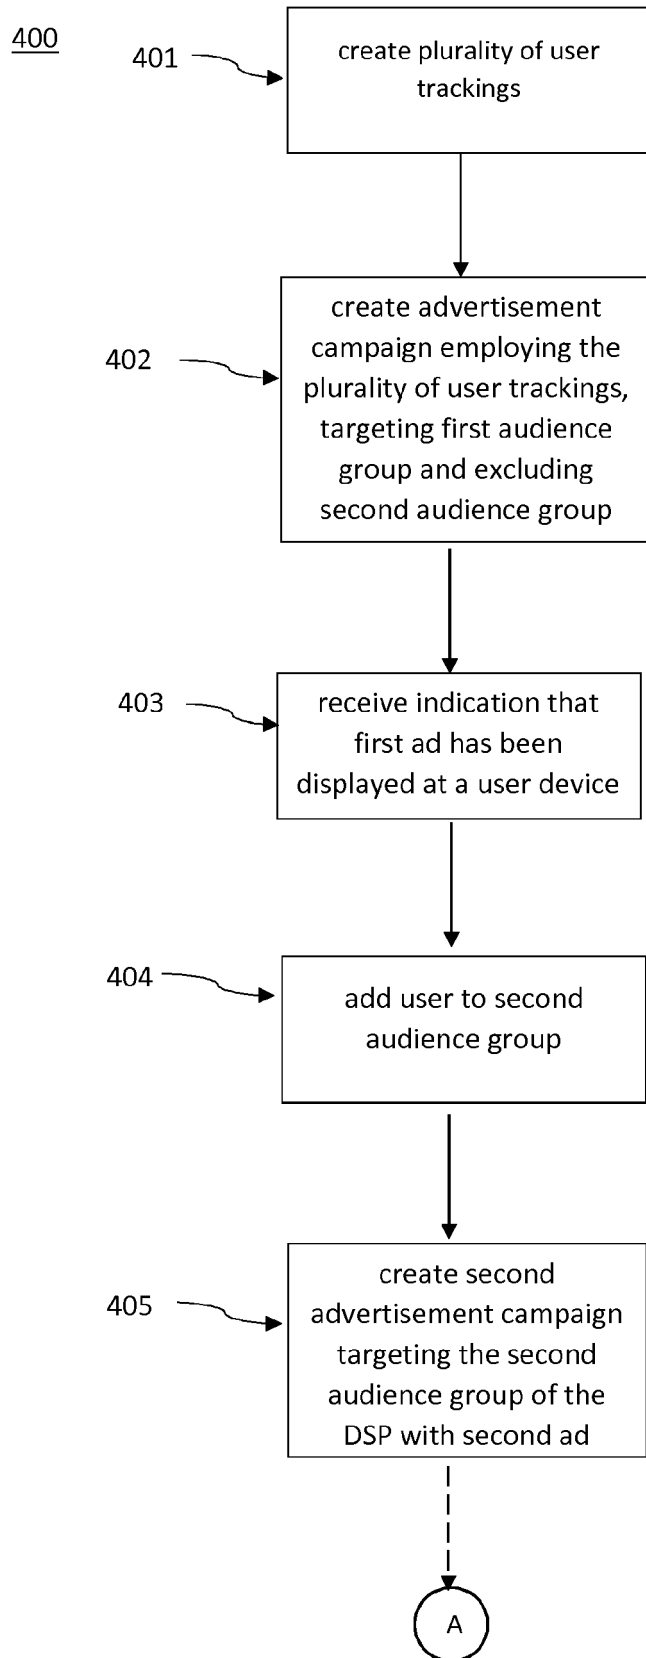 400
401
create plurality of user
trackings
402
create advertisement
campaign employing the
plurality of user trackings,
targeting first audience
group and excluding
second audience group
403
receive indication that
first ad has been
displayed at a user device
404
add user to second
audience group
405
create second
advertisement campaign
targeting the second
audience group of the
DSP with second ad
A